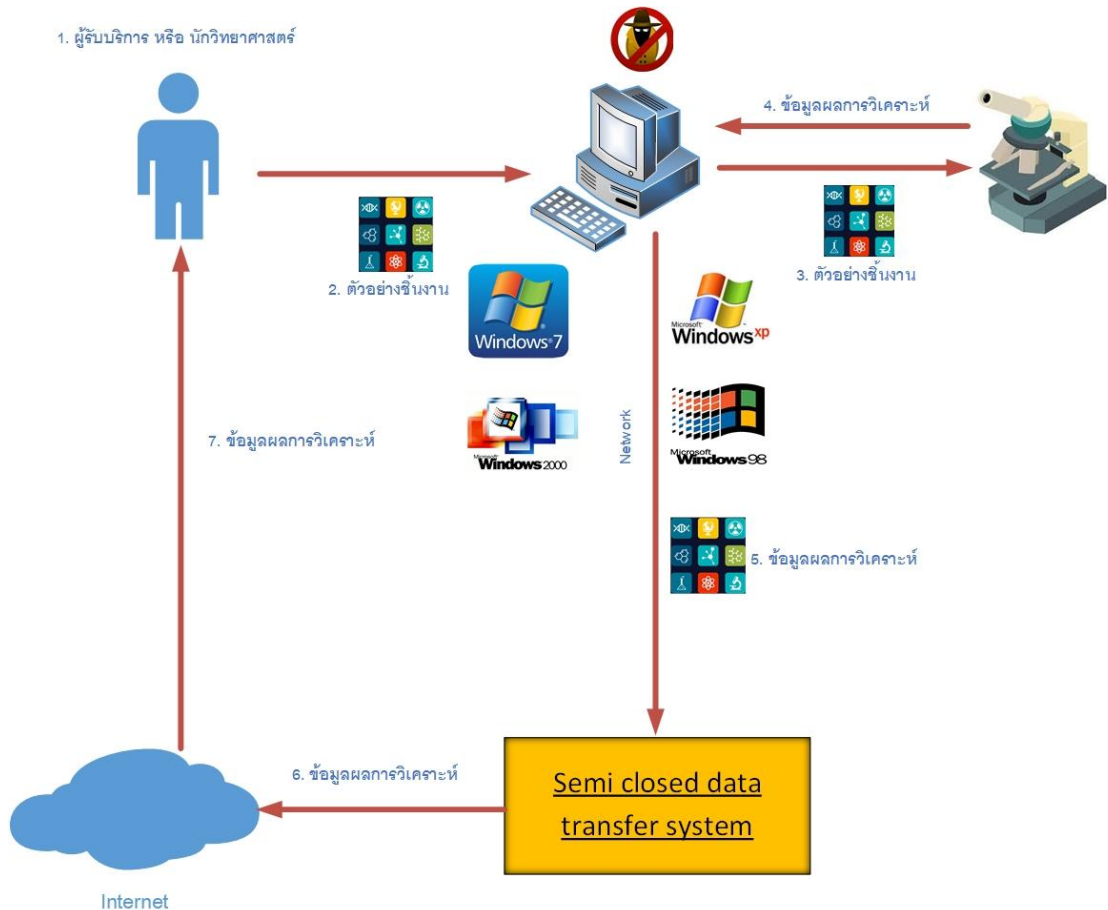 1. ผู้รับบริการ หรือ นักวิทยาศาสตร์
4. ข้อมูลผลการวิเคราะห์
2. ตัวอย่างชิ้นงาน
3. ตัวอย่างชิ้นงาน
Windows®7
Microsoft®
Windows xp
Microsoft®
Windows 2000
Microsoft®
Windows 98
Network
7. ข้อมูลผลการวิเคราะห์
5. ข้อมูลผลการวิเคราะห์
6. ข้อมูลผลการวิเคราะห์
Semi closed data
transfer system
Internet